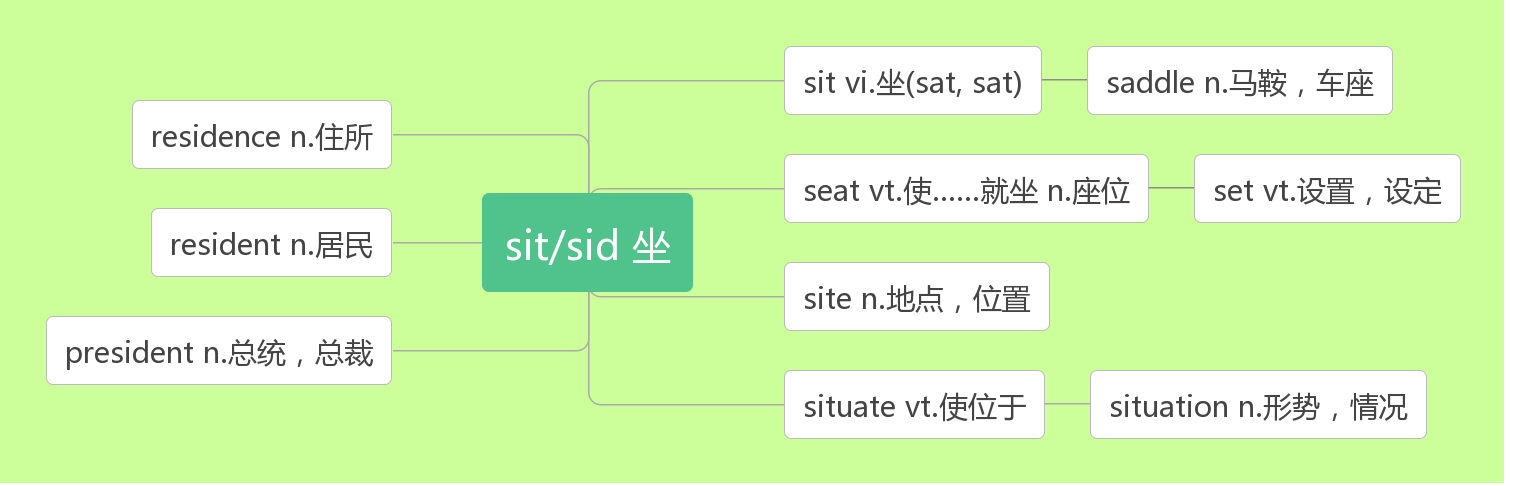 sit/sid 坐
sit vi.坐(sat, sat)
saddle n.马鞍，车座
seat vt.使......就坐 n.座位
set vt.设置，设定
site n.地点，位置
situate vt.使位于
situation n.形势，情况
residence n.住所
resident n.居民
president n.总统，总裁